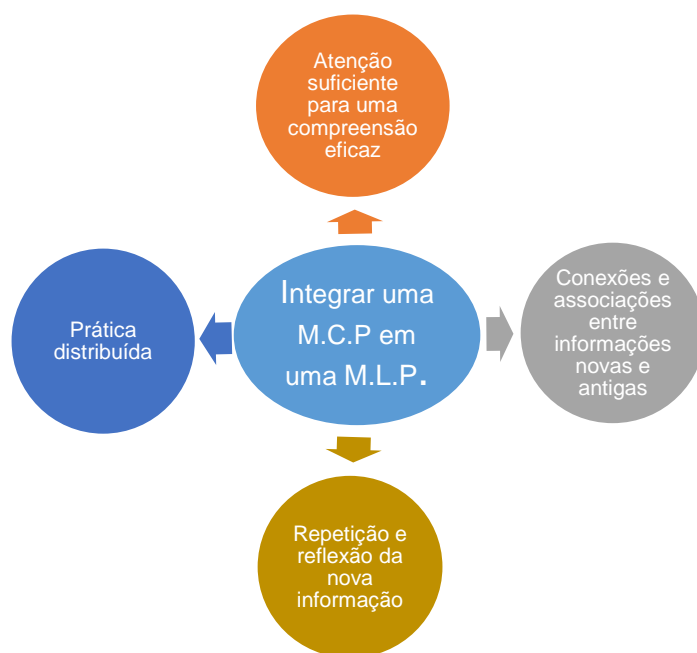 Atenção
suficiente
para uma
compreensão
eficaz
Prática
distribuída
Integrar uma
M.C.P em
uma M.L.P.
Conexões e
associações
entre
informações
novas e
antigas
Repetição e
reflexão da
nova
informação